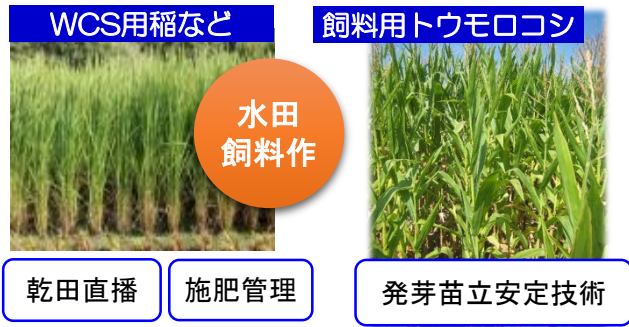 WCS用稲など
飼料用トウモロコシ
水田
飼料作
乾田直播
施肥管理
発芽苗立安定技術